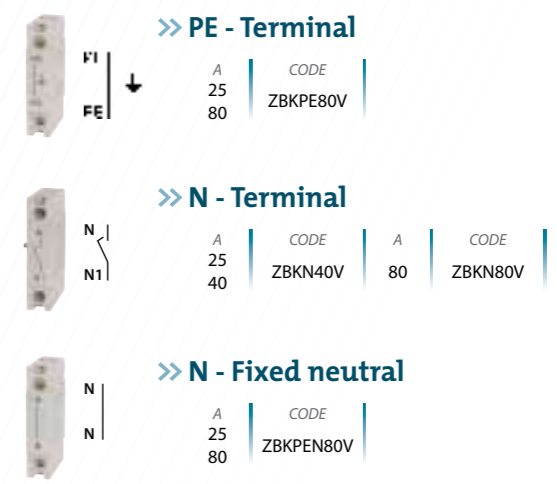 >> PE - Terminal
A CODE
25
ZBKPE80V
80
PE
>> N - Terminal
N
A CODE A CODE
25
ZBKN40V 80 ZBKN80V
40
N1
>> N - Fixed neutral
N
A CODE
25
ZBKPEN80V
80
N